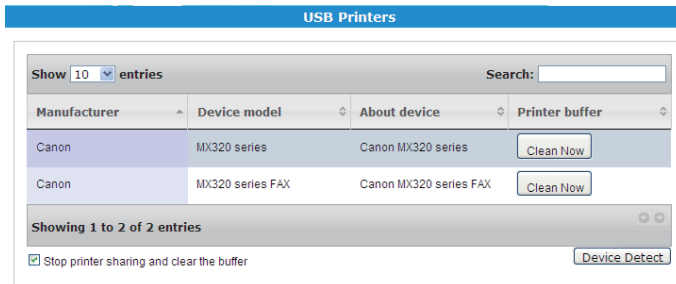 USB Printers
Show 10 entries Search:
Manufacturer Device model About device Printer buffer
Canon MX320 series Canon MX320 series Clean Now
Canon MX320 series FAX Canon MX320 series FAX Clean Now
Showing 1 to 2 of 2 entries
Stop printer sharing and clear the buffer Device Detect